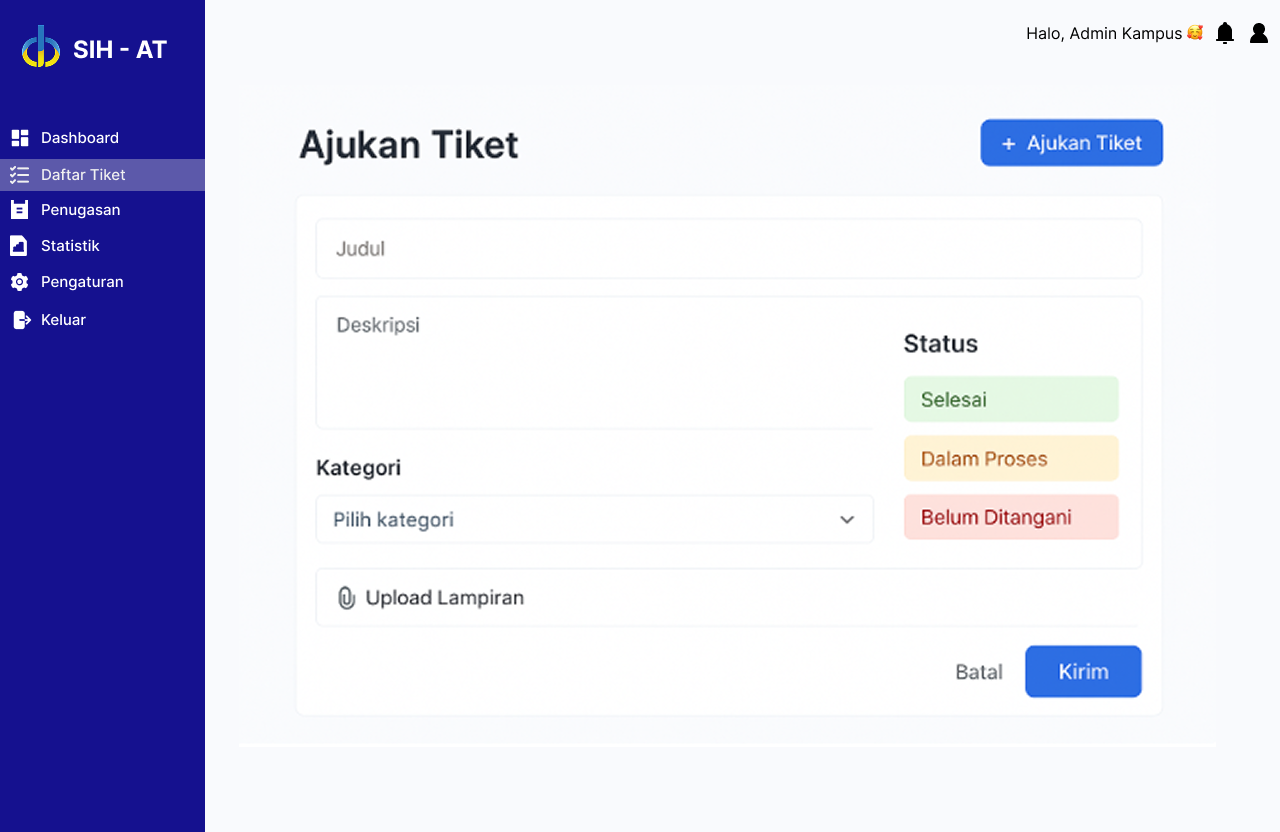 SIH - AT
Halo, Admin Kampus 🥰
Dashboard
Daftar Tiket
Penugasan
Statistik
Pengaturan
Keluar
Ajukan Tiket
+ Ajukan Tiket
Judul
Deskripsi
Status
Selesai
Dalam Proses
Belum Ditangani
Kategori
Pilih kategori
Upload Lampiran
Batal
Kirim